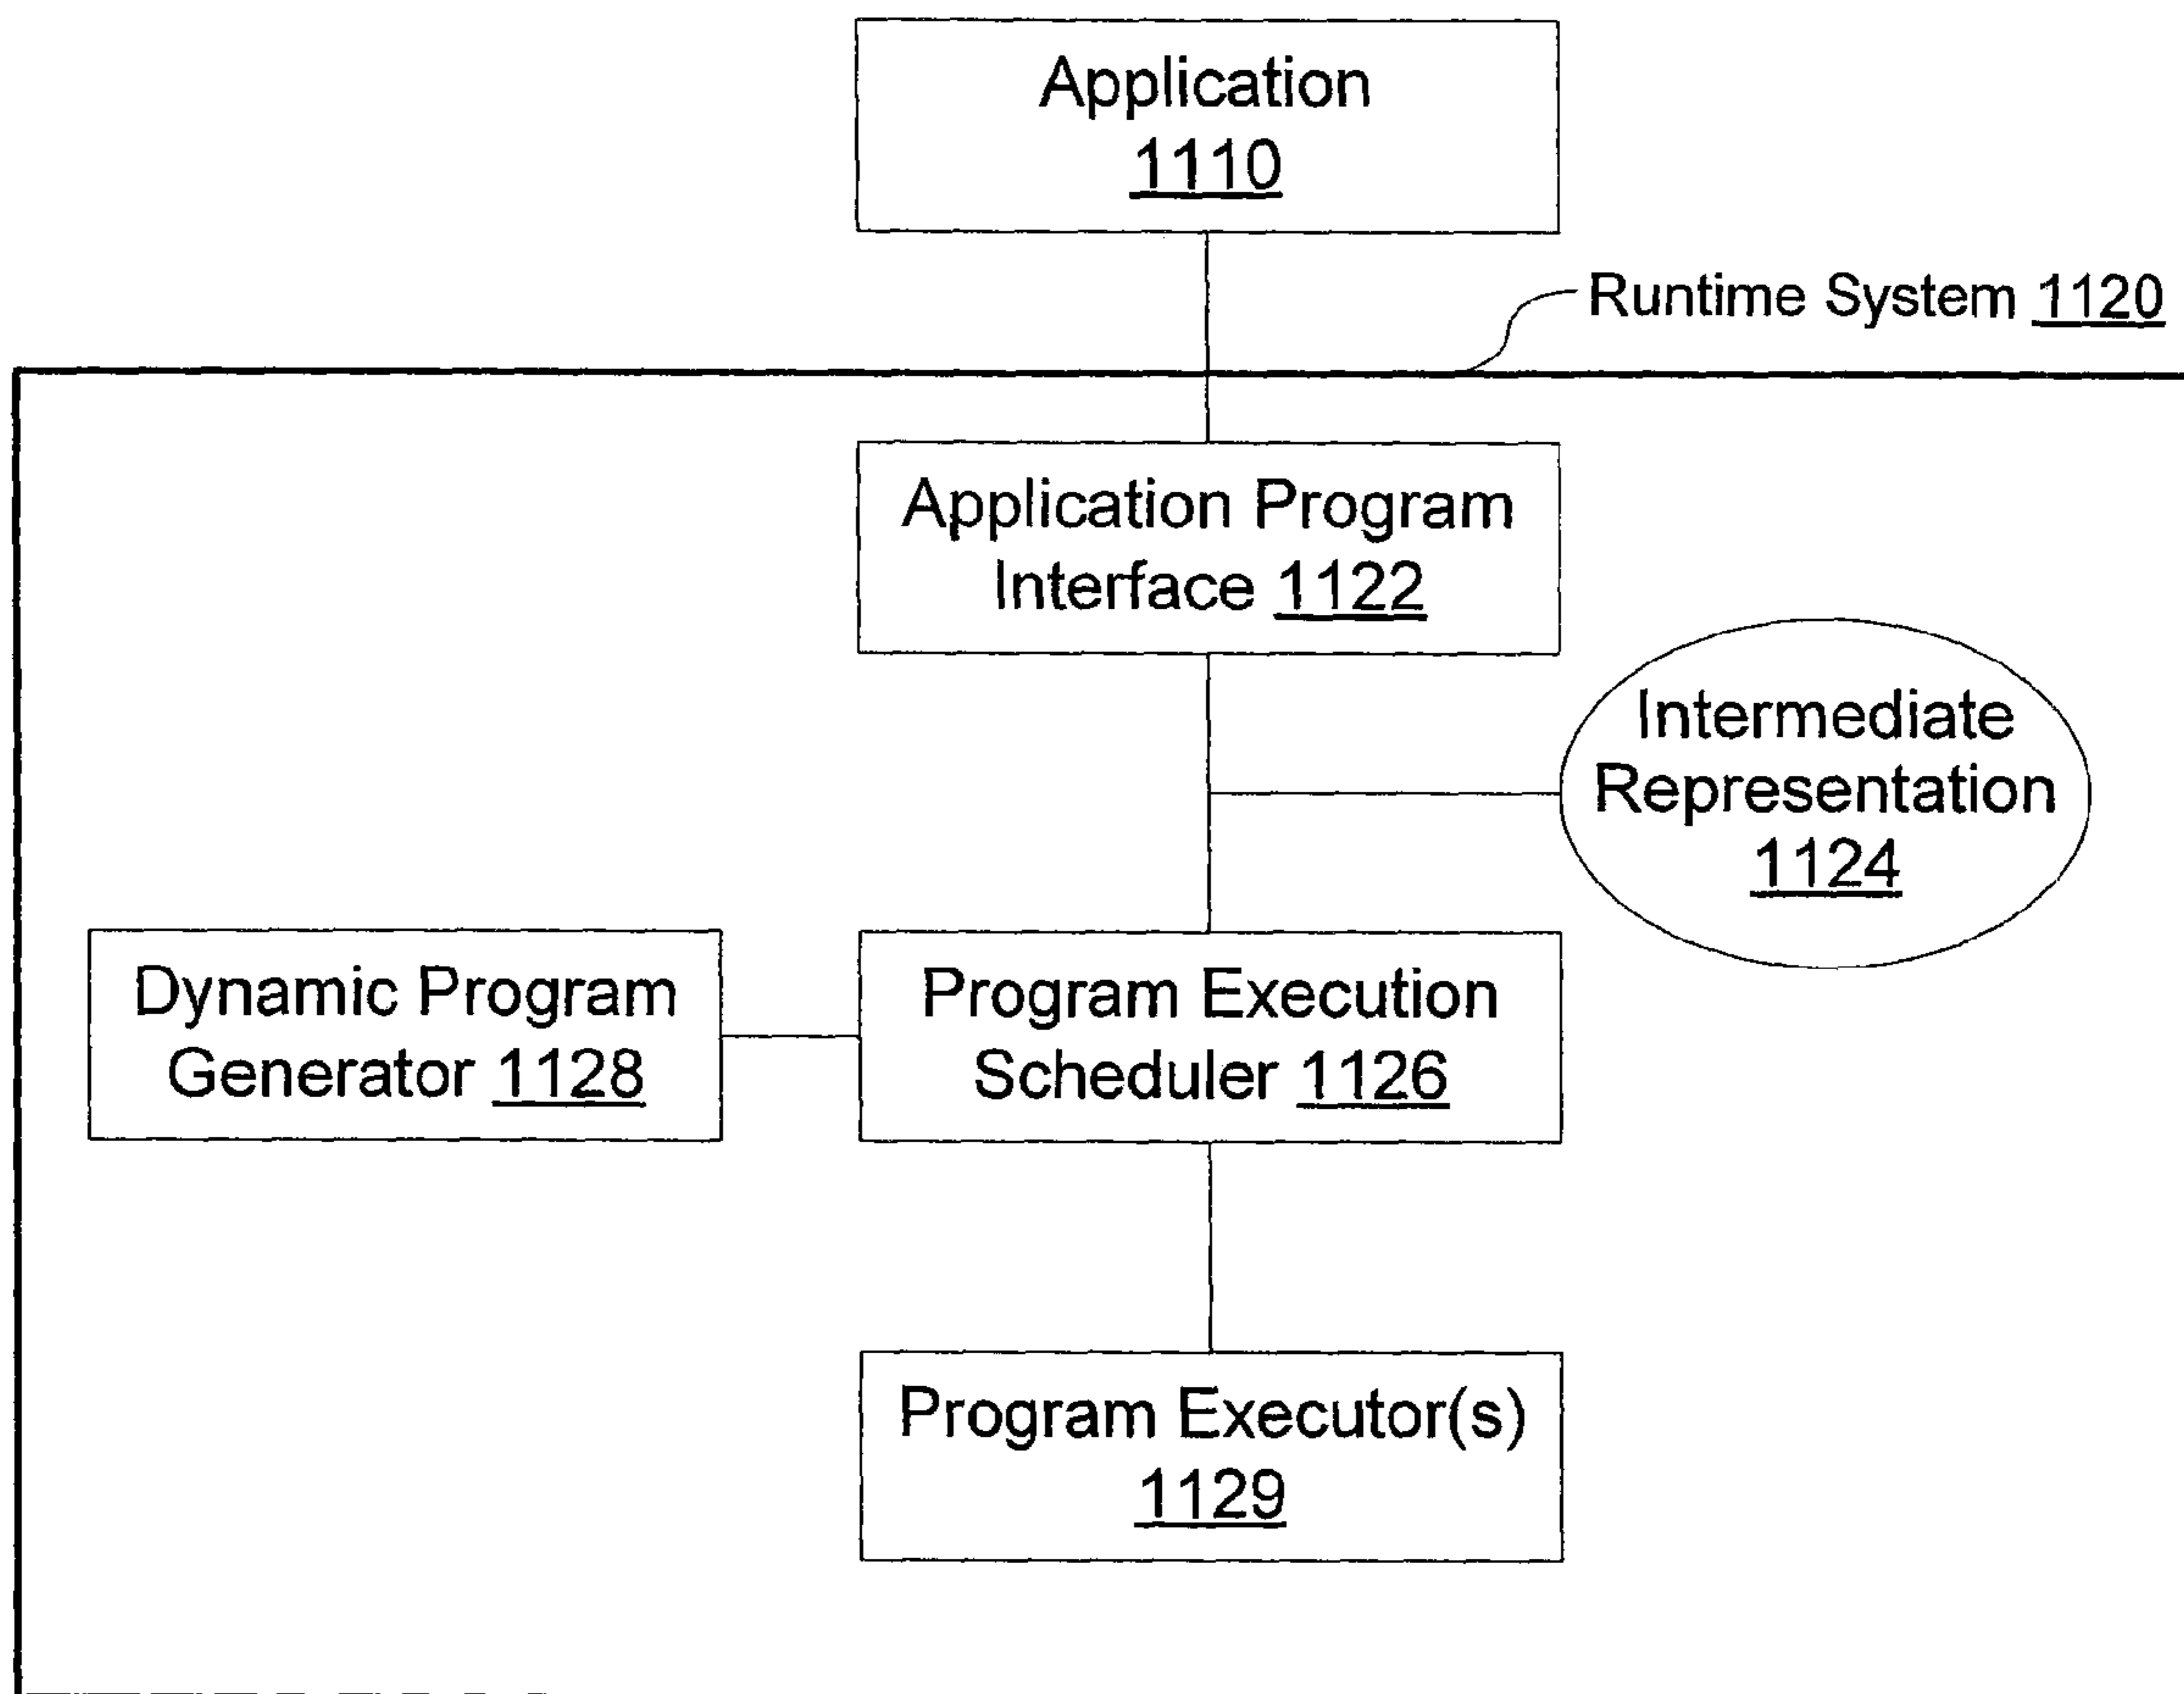 Application
1110
Runtime System 1120
Application Program
Interface 1122
Intermediate
Representation
1124
Dynamic Program
Generator 1128
Program Execution
Scheduler 1126
Program Executor(s)
1129